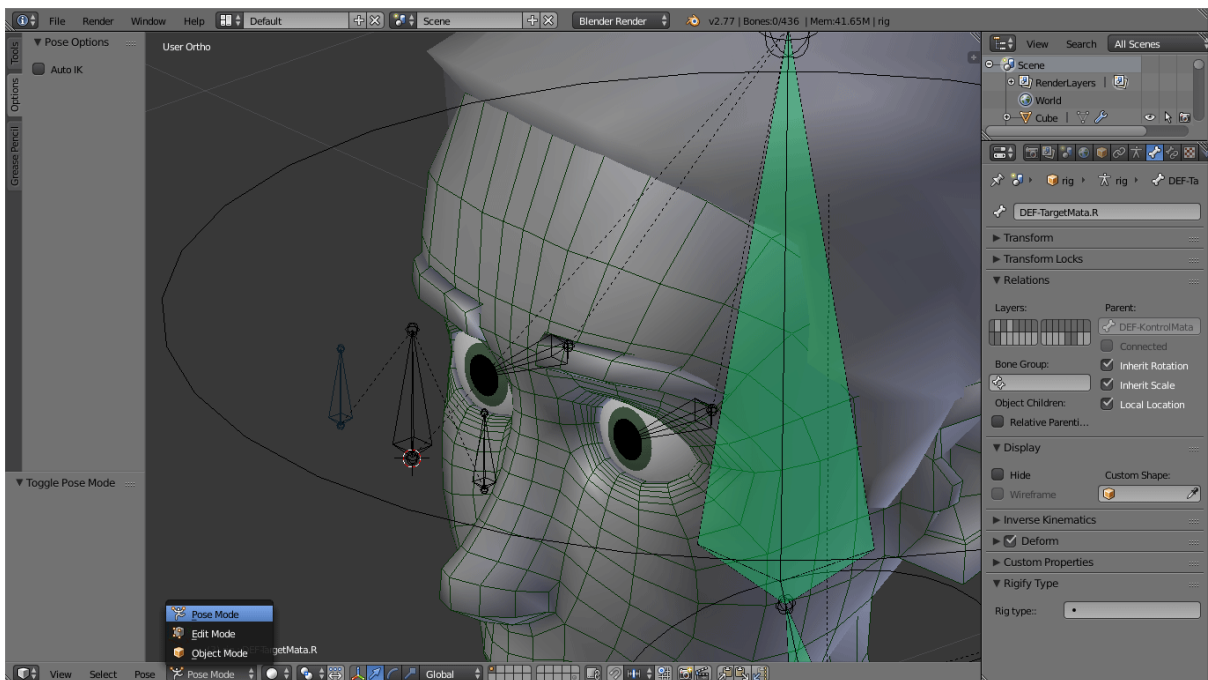 File Render Window Help Default Scene Blender Render v2.77 | Bones:0/436 | Mem:41.65M | rig
Tools
Options
Grease Pencil
▼ Pose Options
Auto IK
▼ Toggle Pose Mode
User Ortho
Pose Mode
Edit Mode
Object Mode
TargetMata.R
View Select Pose Pose Mode Global
View Search All Scenes
Scene
RenderLayers |
World
Cube |
rig rig DEF-Ta
DEF-TargetMata.R
▶ Transform
▶ Transform Locks
▼ Relations
Layers: Parent:
DEF-KontrolMata
Connected
Bone Group: Inherit Rotation
Inherit Scale
Object Children: Local Location
Relative Parenti...
▼ Display
Hide Custom Shape:
Wireframe
▶ Inverse Kinematics
▶ Deform
▶ Custom Properties
▼ Rigify Type
Rig type::